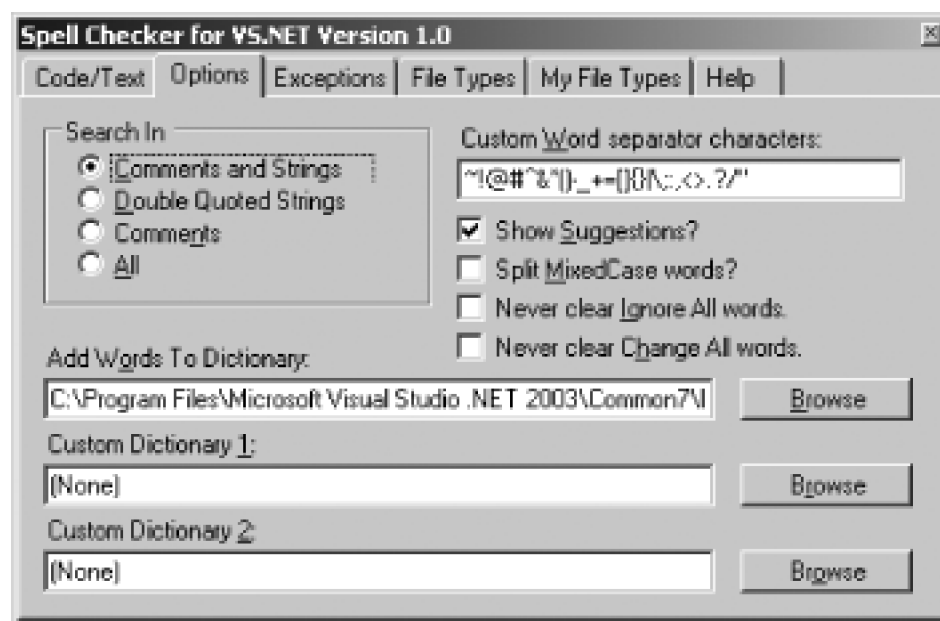 Spell Checker for VS.NET Version 1.0
Code/Text Options Exceptions File Types My File Types Help
Search In
Comments and Strings
Double Quoted Strings
Comments
All
Custom Word separator characters:
Show Suggestions?
Split MixedCase words?
Never clear Ignore All words.
Never clear Change All words.
Add Words To Dictionary:
C:\Program Files\Microsoft Visual Studio .NET 2003\Common7\I
Browse
Custom Dictionary 1:
(None)
Browse
Custom Dictionary 2:
(None)
Browse